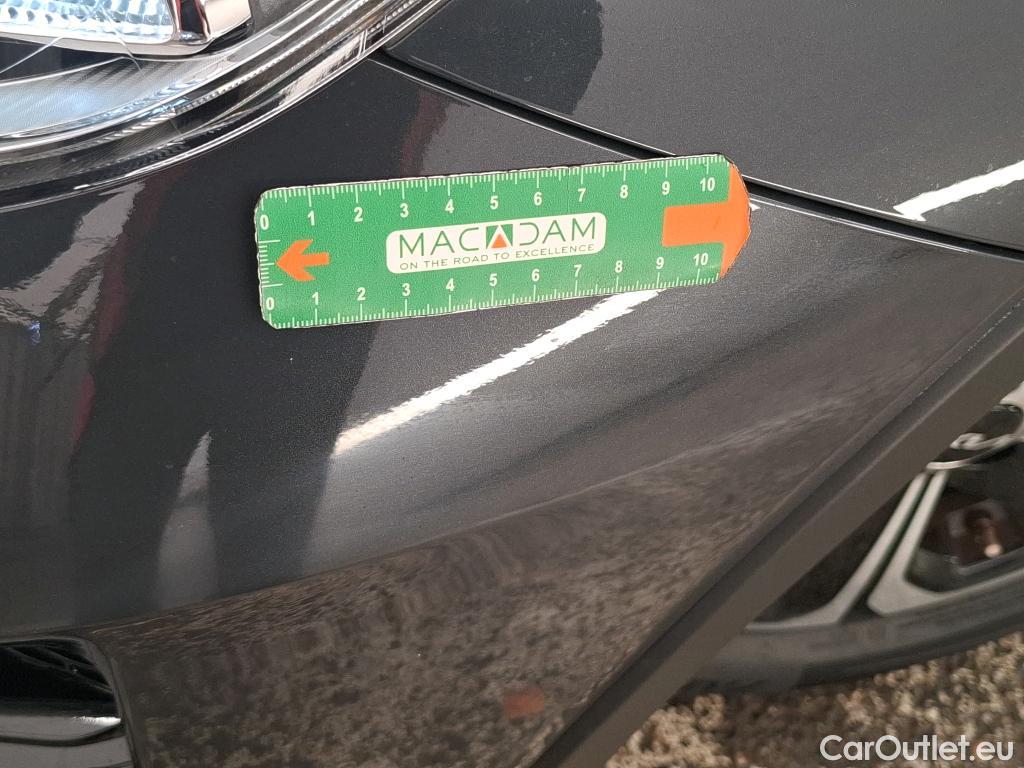 0 1 2 3 4 5 6 7 8 9 10
MACADAM
ON THE ROAD TO EXCELLENCE
0 1 2 3 4 5 6 7 8 9 10
CarOutlet.eu